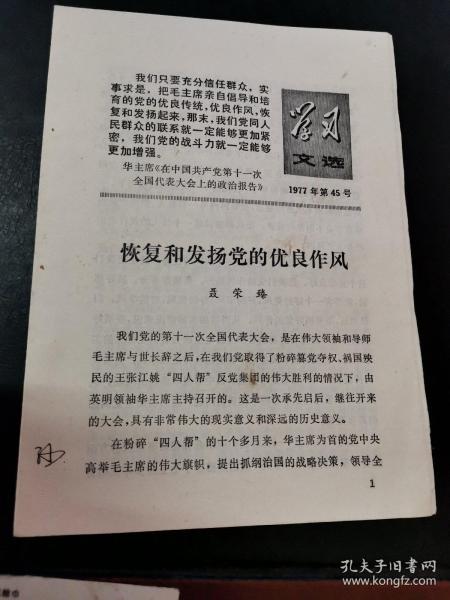 我们只要充分信任群众，实
事求是，把毛主席亲自倡导和培
育的党的优良传统，优良作风，恢
复和发扬起来，那末，我们党同人
民群众的联系就一定能够更加紧
密，我们党的战斗力就一定能够
更加增强。
华主席《在中国共产党第十一次
全国代表大会上的政治报告》
学习
文选
1977年第45号
恢复和发扬党的优良作风
聂荣臻
我们党的第十一次全国代表大会，是在伟大领袖和导师
毛主席与世长辞之后，在我们党取得了粉碎篡党夺权、祸国殃
民的王张江姚“四人帮”反党集团的伟大胜利的情况下，由
英明领袖华主席主持召开的。这是一次承先启后，继往开来
的大会，具有非常伟大的现实意义和深远的历史意义。
在粉碎“四人帮”的十个多月来，华主席为首的党中央
高举毛主席的伟大旗帜，提出抓纲治国的战略决策，领导全
1
孔夫子旧书网
www.kongfz.com